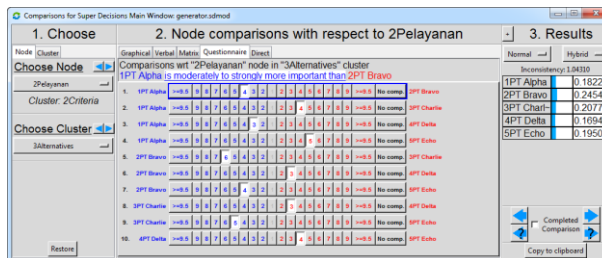 Comparisons for Super Decisions Main Window: generator.sdmod
1. Choose
2. Node comparisons with respect to 2Pelayanan
- 3. Results
Node Cluster
Graphical Verbal Matrix Questionnaire Direct
Normal Hybrid
Choose Node
2Pelayanan
Cluster: 2Criteria
Choose Cluster
3Alternatives
Restore
Comparisons wrt "2Pelayanan" node in "3Alternatives" cluster
1PT Alpha is moderately to strongly more important than 2PT Bravo
1. 1PT Alpha >=9.5 9 8 7 6 5 4 3 2 2 3 4 5 6 7 8 9 >=9.5 No comp. 2PT Bravo
2. 1PT Alpha >=9.5 9 8 7 6 5 4 3 2 2 3 4 5 6 7 8 9 >=9.5 No comp. 3PT Charlie
3. 1PT Alpha >=9.5 9 8 7 6 5 4 3 2 2 3 4 5 6 7 8 9 >=9.5 No comp. 4PT Delta
4. 1PT Alpha >=9.5 9 8 7 6 5 4 3 2 2 3 4 5 6 7 8 9 >=9.5 No comp. 5PT Echo
5. 2PT Bravo >=9.5 9 8 7 6 5 4 3 2 2 3 4 5 6 7 8 9 >=9.5 No comp. 3PT Charlie
6. 2PT Bravo >=9.5 9 8 7 6 5 4 3 2 2 3 4 5 6 7 8 9 >=9.5 No comp. 4PT Delta
7. 2PT Bravo >=9.5 9 8 7 6 5 4 3 2 2 3 4 5 6 7 8 9 >=9.5 No comp. 5PT Echo
8. 3PT Charlie >=9.5 9 8 7 6 5 4 3 2 2 3 4 5 6 7 8 9 >=9.5 No comp. 4PT Delta
9. 3PT Charlie >=9.5 9 8 7 6 5 4 3 2 2 3 4 5 6 7 8 9 >=9.5 No comp. 5PT Echo
10. 4PT Delta >=9.5 9 8 7 6 5 4 3 2 2 3 4 5 6 7 8 9 >=9.5 No comp. 5PT Echo
Inconsistency: 1.04310
1PT Alpha 0.1822
2PT Bravo 0.2454
3PT Charl~ 0.2077
4PT Delta 0.1694
5PT Echo 0.1950
Completed
Comparison
Copy to clipboard